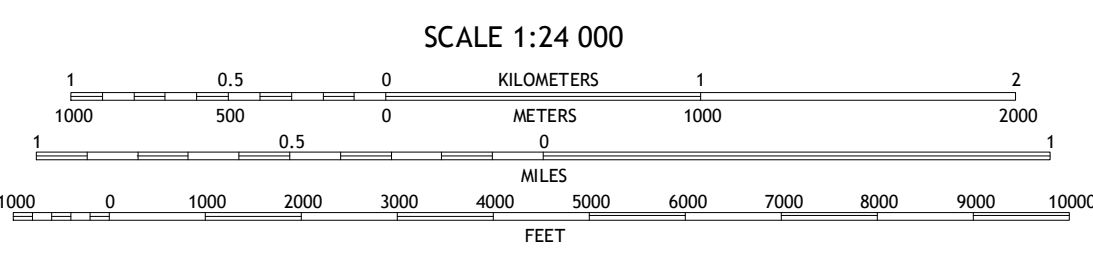 SCALE 1:24 000
1 0.5 0 KILOMETERS 1 2
1000 500 0 METERS 1000 2000
1 0.5 0 1
MILES
1000 0 1000 2000 3000 4000 5000 6000 7000 8000 9000 10000
FEET